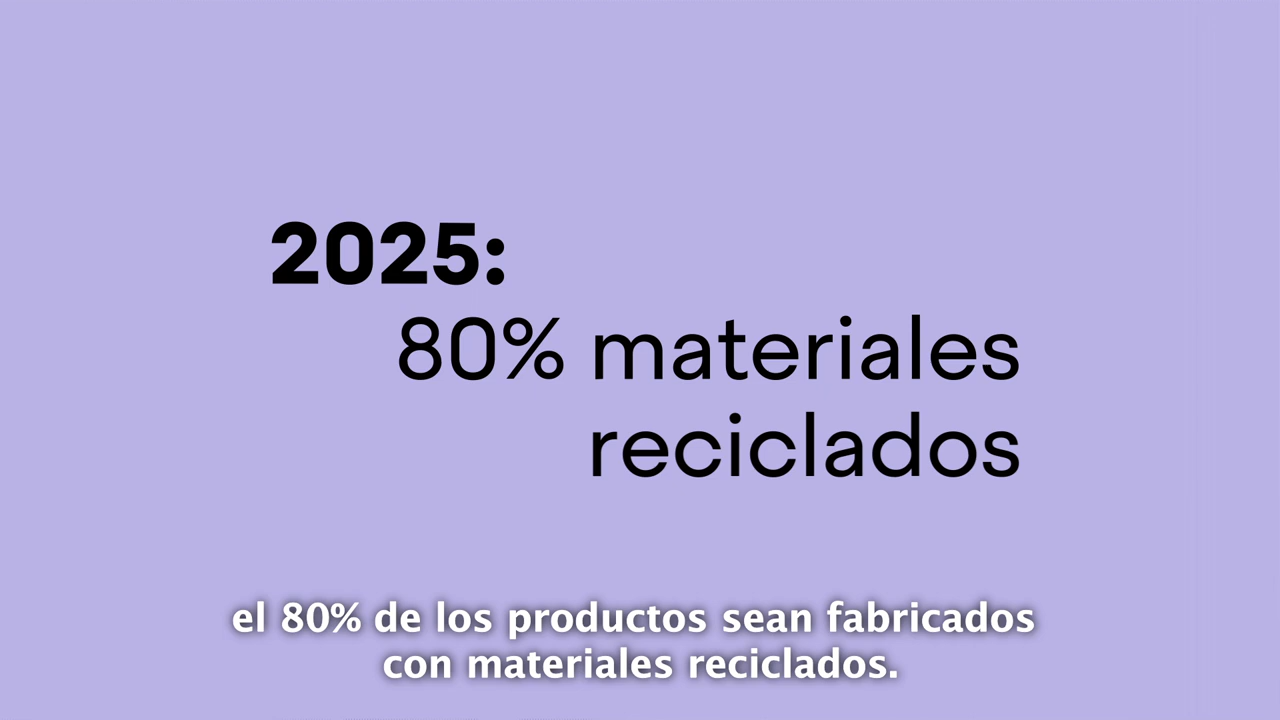 2025:
80% materiales
reciclados
el 80% de los productos sean fabricados
con materiales reciclados.